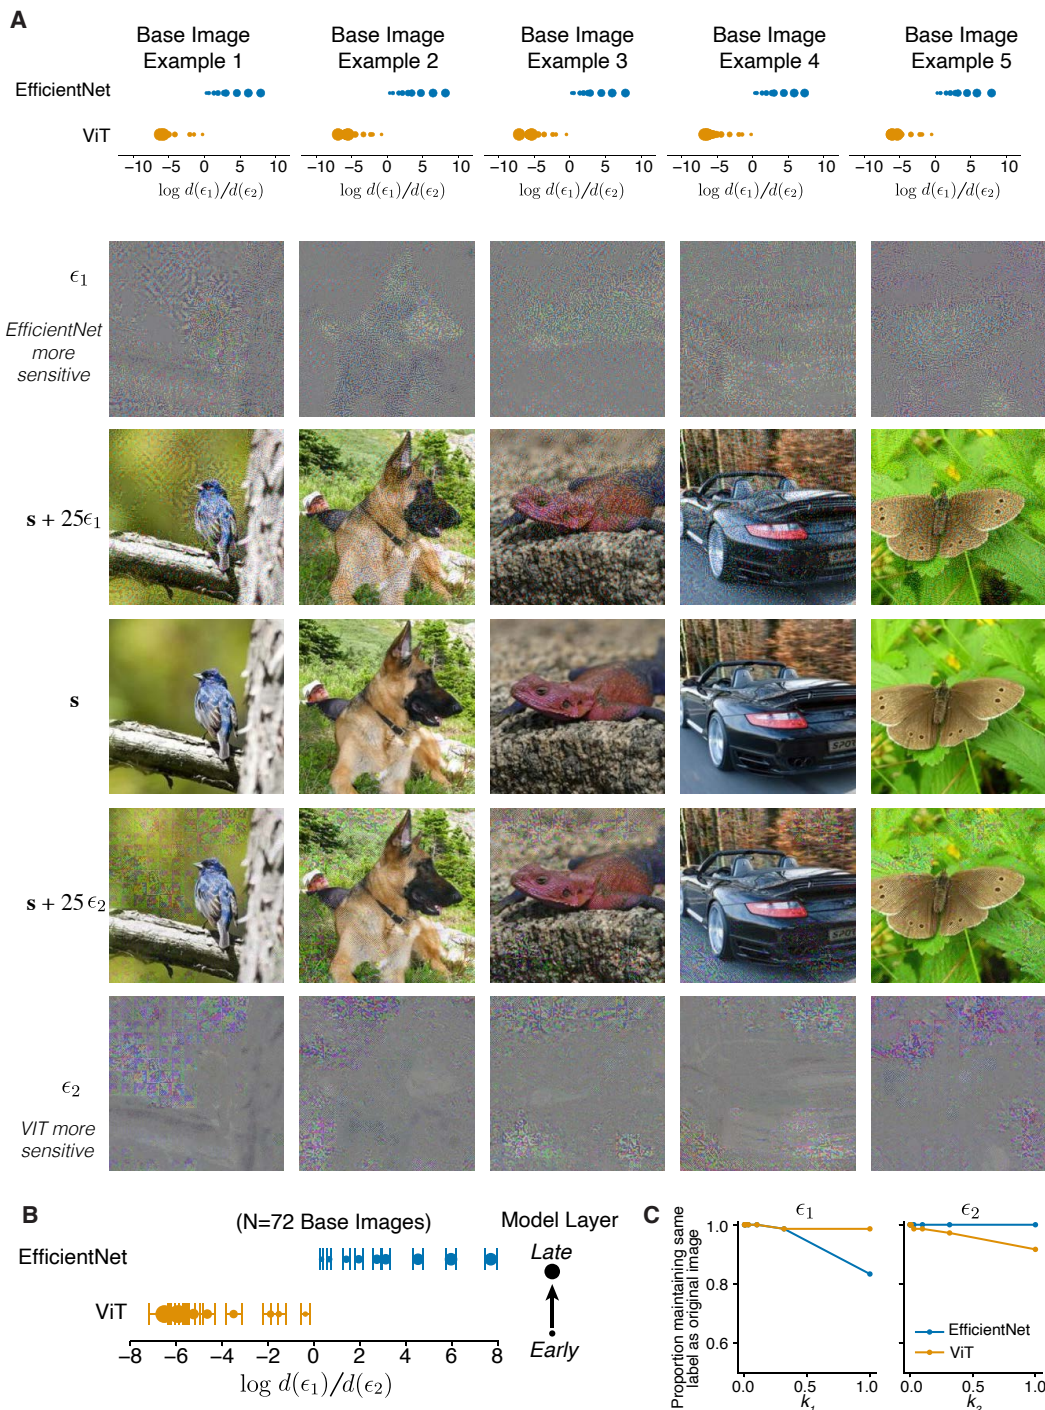 A
Base Image
Example 1
Base Image
Example 2
Base Image
Example 3
Base Image
Example 4
Base Image
Example 5
EfficientNet
ViT
−10 −5 0 5 10
−10 −5 0 5 10
−10 −5 0 5 10
−10 −5 0 5 10
−10 −5 0 5 10
log d(ϵ₁)/d(ϵ₂)
log d(ϵ₁)/d(ϵ₂)
log d(ϵ₁)/d(ϵ₂)
log d(ϵ₁)/d(ϵ₂)
log d(ϵ₁)/d(ϵ₂)
ϵ₁
EfficientNet
more
sensitive
s + 25ϵ₁
s
SPOT
s + 25ϵ₂
SPOT
ϵ₂
VIT more
sensitive
B
(N=72 Base Images)
EfficientNet
ViT
−8 −6 −4 −2 0 2 4 6 8
log d(ϵ₁)/d(ϵ₂)
Model Layer
Late
Early
C
Proportion maintaining same
label as original image
ϵ₁
1.0
0.8
0.6
0.0 0.5 1.0
k₁
ϵ₂
EfficientNet
ViT
0.0 0.5 1.0
k₂